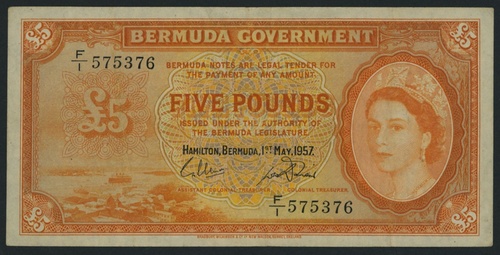 £5
BERMUDA GOVERNMENT
£5
F/1 575376
BERMUDA NOTES ARE LEGAL TENDER FOR
THE PAYMENT OF ANY AMOUNT.
£5
FIVE POUNDS
ISSUED UNDER THE AUTHORITY OF
THE BERMUDA LEGISLATURE.
HAMILTON, BERMUDA, 1ST MAY, 1957.
ASSISTANT COLONIAL TREASURER.
COLONIAL TREASURER.
F/1 575376
£5
£5